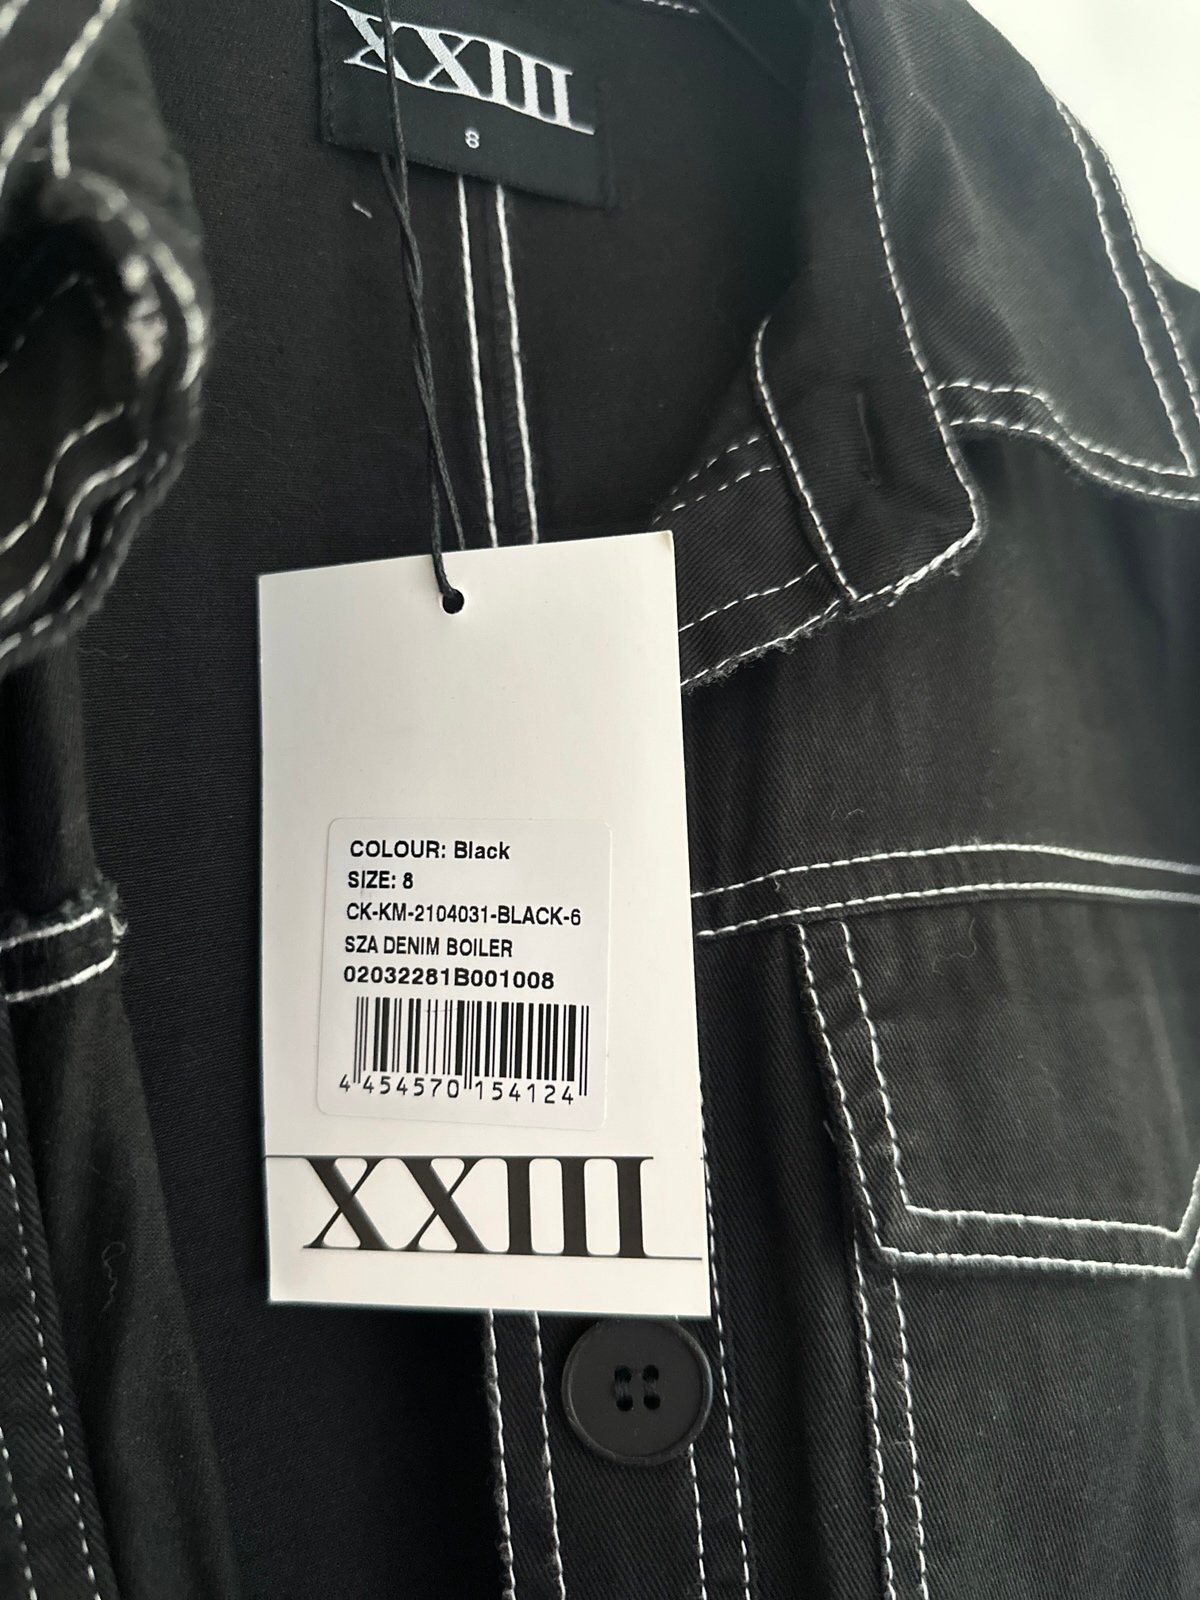 XXIII
8
COLOUR: Black
SIZE: 8
CK-KM-2104031-BLACK-6
SZA DENIM BOILER
02032281B001008
4 454570 154124
XXIII